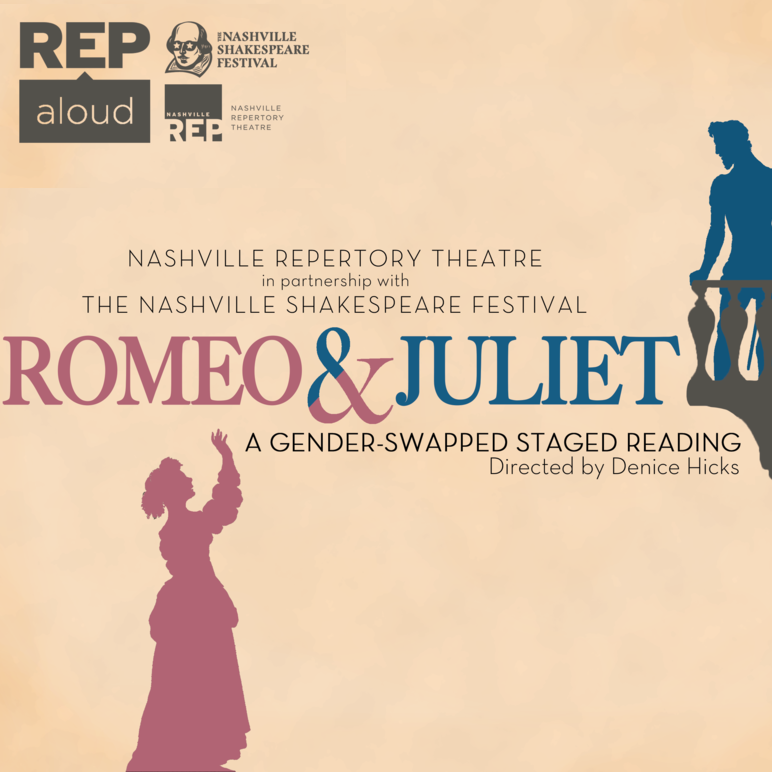 REP
aloud
THE NASHVILLE
SHAKESPEARE
FESTIVAL
NASHVILLE
REP
NASHVILLE
REPERTORY
THEATRE
NASHVILLE REPERTORY THEATRE
in partnership with
THE NASHVILLE SHAKESPEARE FESTIVAL
ROMEO & JULIET
A GENDER-SWAPPED STAGED READING
Directed by Denice Hicks